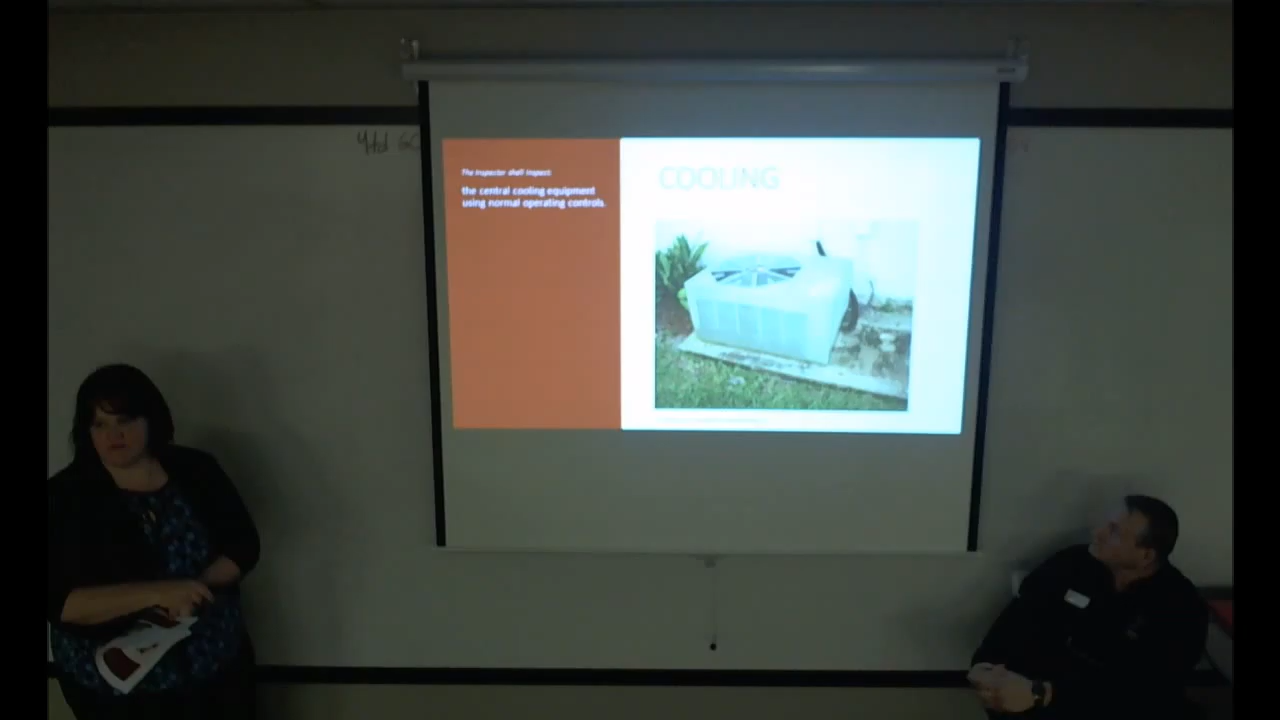 The inspector shall inspect:
the central cooling equipment
using normal operating controls.
COOLING